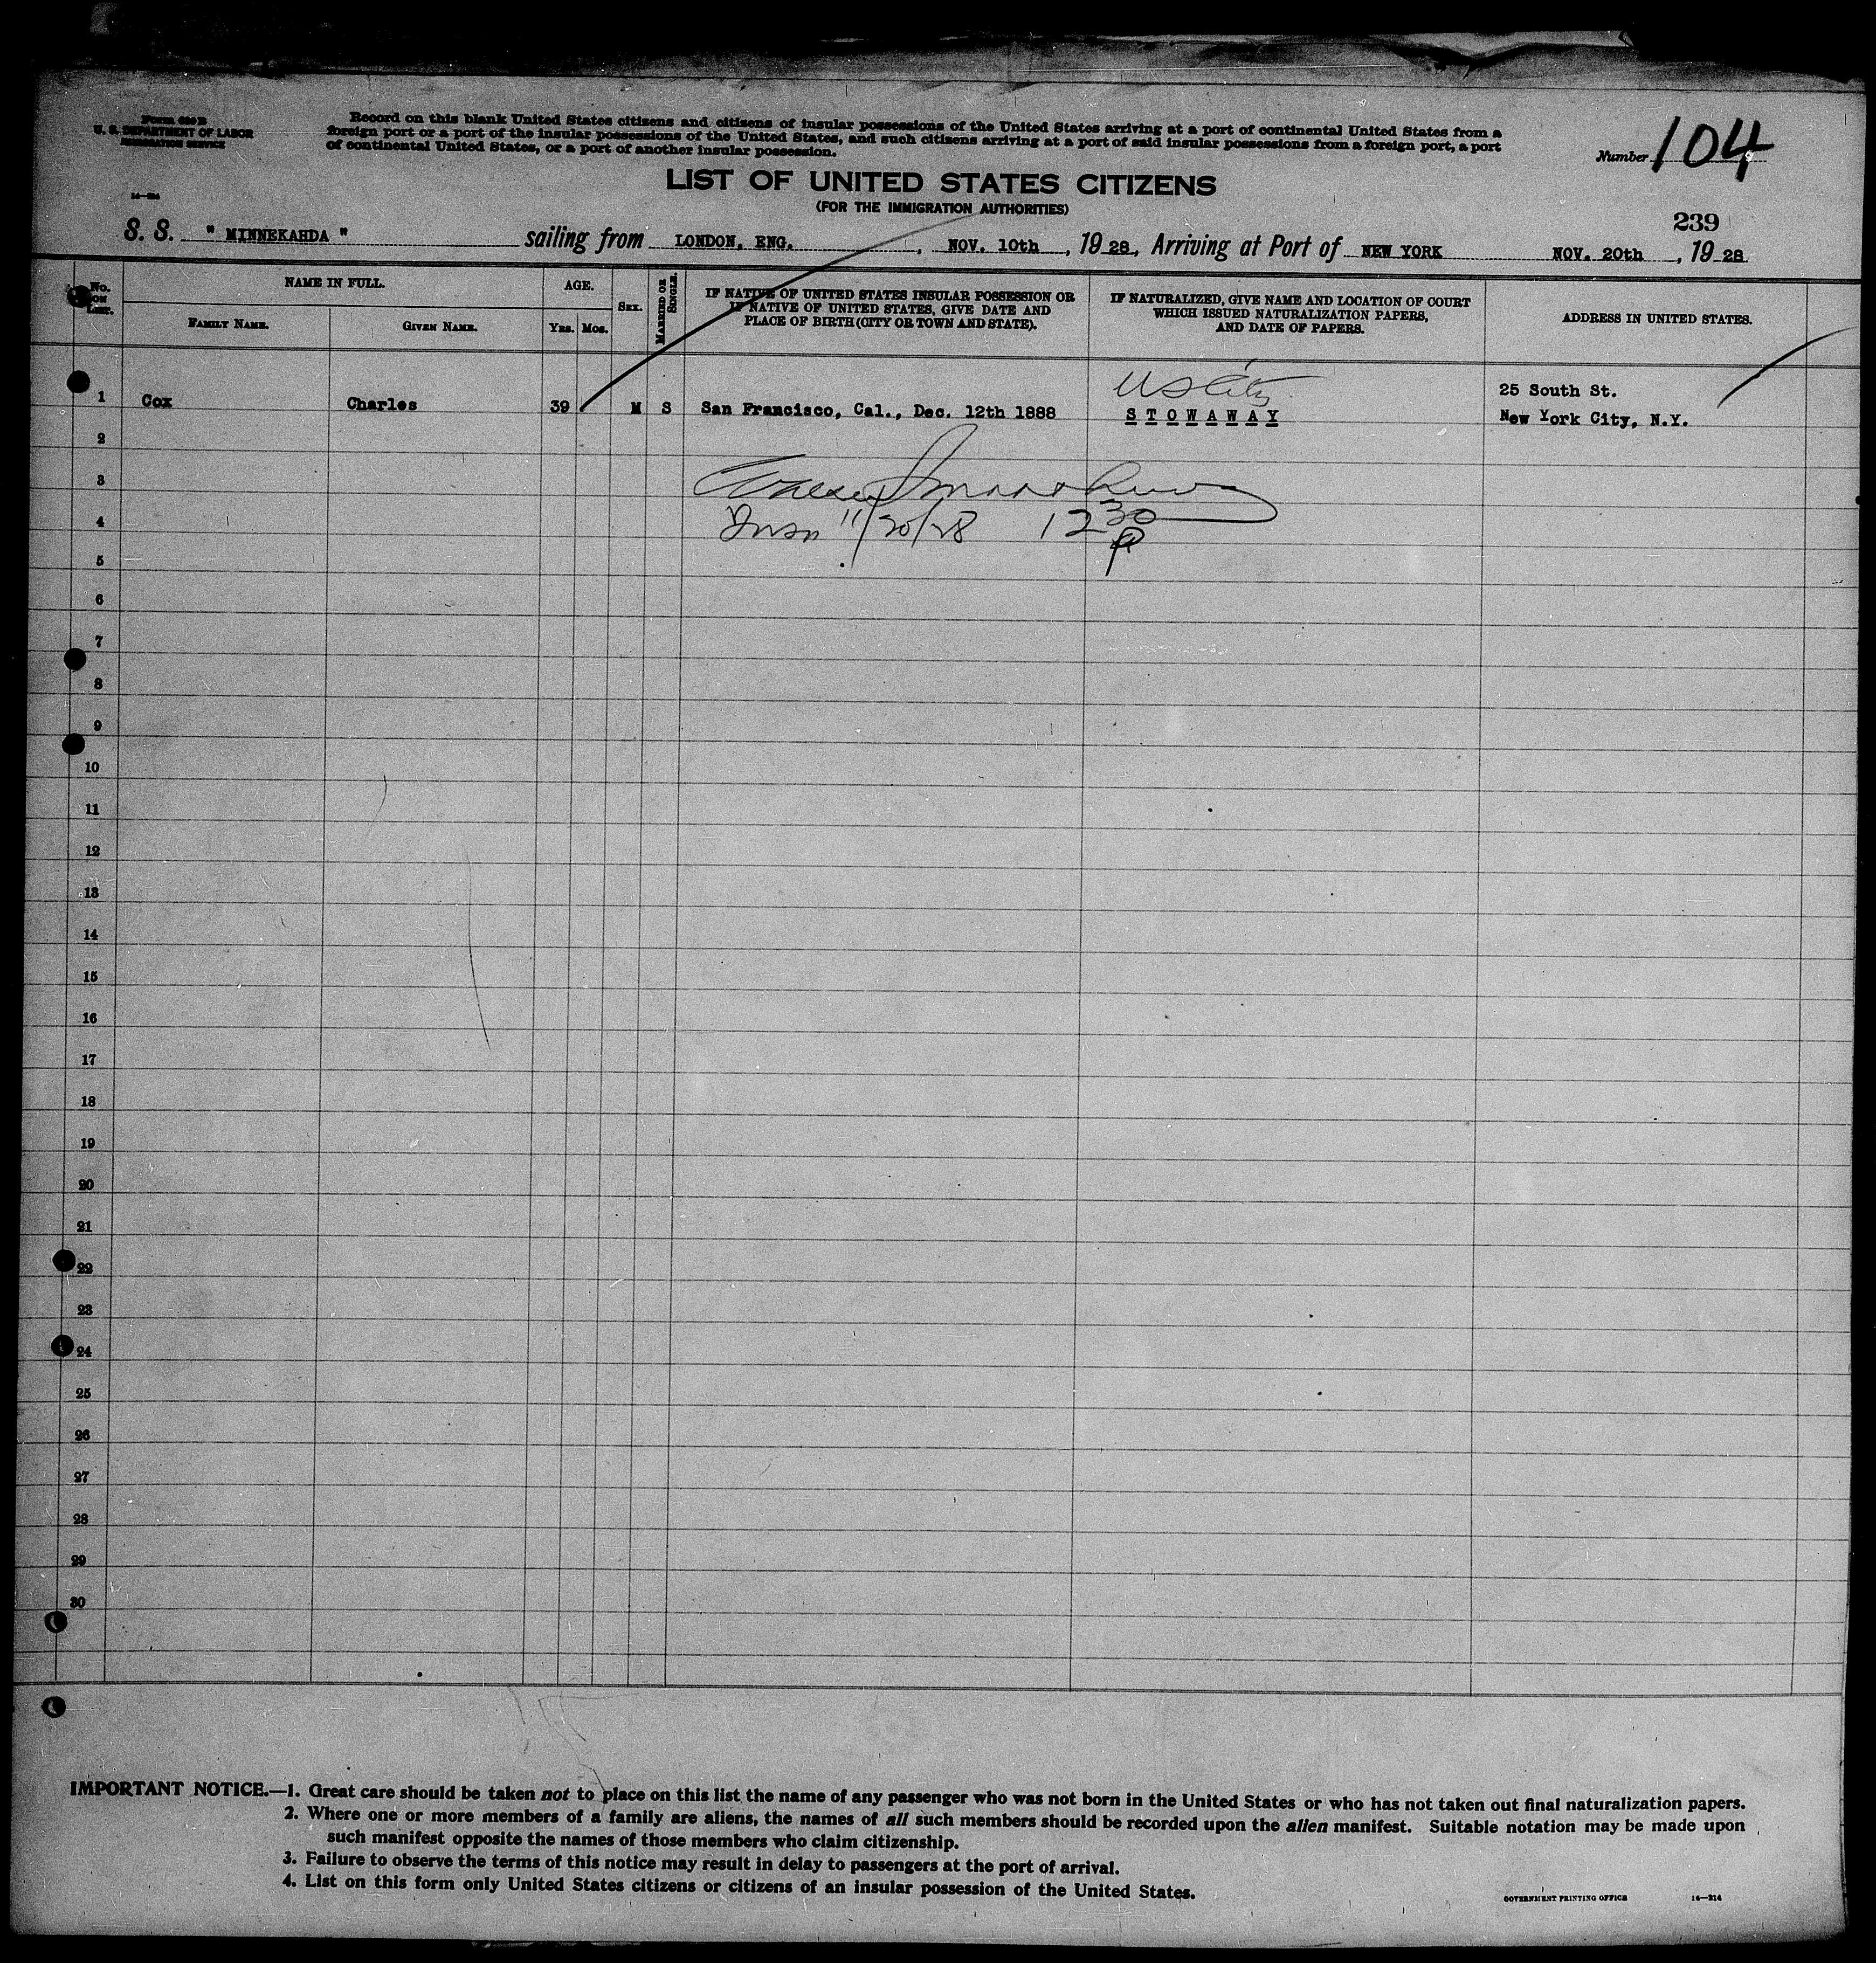 U. S. DEPARTMENT OF LABOR
IMMIGRATION SERVICE
Record on this blank United States citizens and citizens of insular possessions of the United States arriving at a port of continental United States from a
foreign port or a port of the insular possessions of the United States, and such citizens arriving at a port of said insular possessions from a foreign port, a port
of continental United States, or a port of another insular possession.
Number 104
LIST OF UNITED STATES CITIZENS
(FOR THE IMMIGRATION AUTHORITIES)
239
S. S. " MINNEKAHDA " sailing from LONDON, ENG. , NOV. 10th , 19 28, Arriving at Port of NEW YORK NOV. 20th , 19 28
No. ON LIST.
NAME IN FULL.
FAMILY NAME.
GIVEN NAME.
AGE.
YRS.
MOS.
SEX.
MARRIED OR SINGLE.
IF NATIVE OF UNITED STATES INSULAR POSSESSION OR
IF NATIVE OF UNITED STATES, GIVE DATE AND
PLACE OF BIRTH (CITY OR TOWN AND STATE).
IF NATURALIZED, GIVE NAME AND LOCATION OF COURT
WHICH ISSUED NATURALIZATION PAPERS,
AND DATE OF PAPERS.
ADDRESS IN UNITED STATES.
1 Cox Charles 39 M S San Francisco, Cal., Dec. 12th 1888
US Citz
STOWAWAY
25 South St.
New York City, N.Y.
2
3
4
11/20/28 12 30
P
5
6
7
8
9
10
11
12
13
14
15
16
17
18
19
20
21
22
23
24
25
26
27
28
29
30
IMPORTANT NOTICE.—1. Great care should be taken not to place on this list the name of any passenger who was not born in the United States or who has not taken out final naturalization papers.
2. Where one or more members of a family are aliens, the names of all such members should be recorded upon the alien manifest. Suitable notation may be made upon
such manifest opposite the names of those members who claim citizenship.
3. Failure to observe the terms of this notice may result in delay to passengers at the port of arrival.
4. List on this form only United States citizens or citizens of an insular possession of the United States.
GOVERNMENT PRINTING OFFICE 14—214